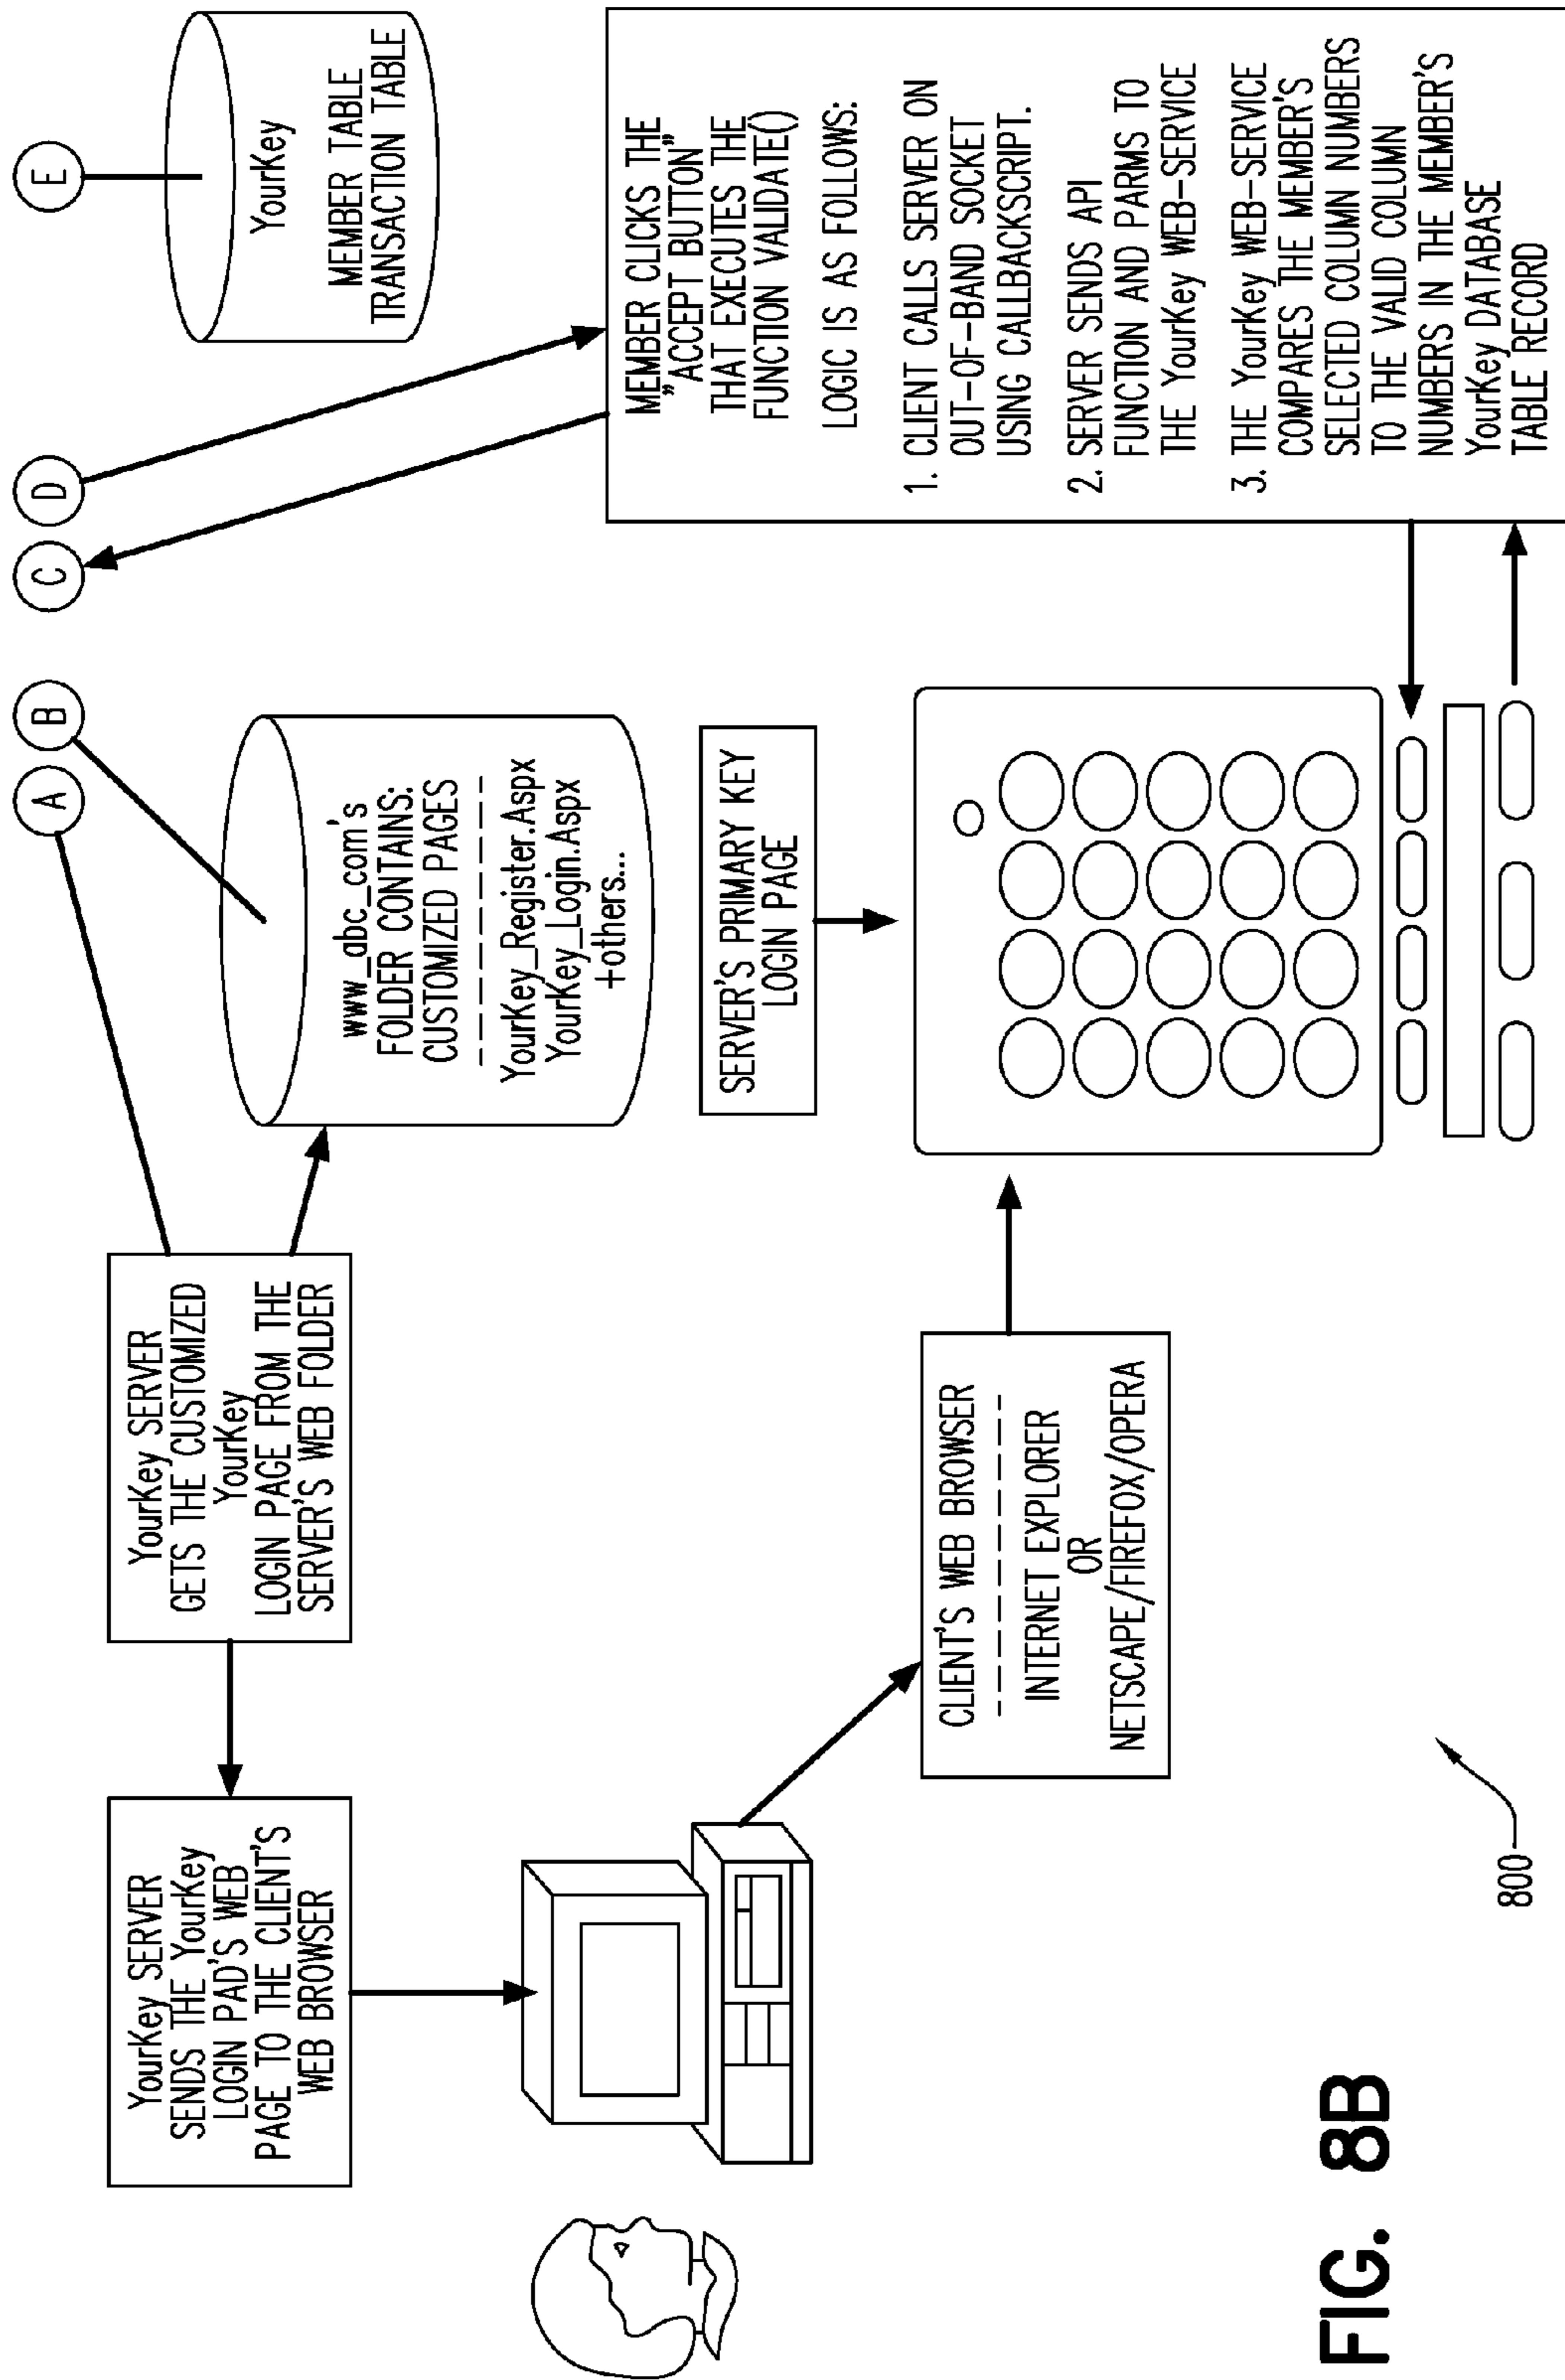 A
B
C
D
E
YourKey SERVER
SENDS THE YourKey
LOGIN PAD'S WEB
PAGE TO THE CLIENT'S
WEB BROWSER
YourKey SERVER
GETS THE CUSTOMIZED
YourKey
LOGIN PAGE FROM THE
SERVER'S WEB FOLDER
www_abc_com's
FOLDER CONTAINS:
CUSTOMIZED PAGES
YourKey_Register.Aspx
YourKey_Login.Aspx
+others...
YourKey
MEMBER TABLE
TRANSACTION TABLE
SERVER'S PRIMARY KEY
LOGIN PAGE
CLIENT'S WEB BROWSER
INTERNET EXPLORER
OR
NETSCAPE/FIREFOX/OPERA
MEMBER CLICKS THE
"ACCEPT BUTTON"
THAT EXECUTES THE
FUNCTION VALIDATE()
LOGIC IS AS FOLLOWS:
1. CLIENT CALLS SERVER ON
OUT-OF-BAND SOCKET
USING CALLBACKSCRIPT.
2. SERVER SENDS API
FUNCTION AND PARMS TO
THE YourKey WEB-SERVICE
3. THE YourKey WEB-SERVICE
COMPARES THE MEMBER'S
SELECTED COLUMN NUMBERS
TO THE VALID COLUMN
NUMBERS IN THE MEMBER'S
YourKey DATABASE
TABLE RECORD
800
FIG. 8B